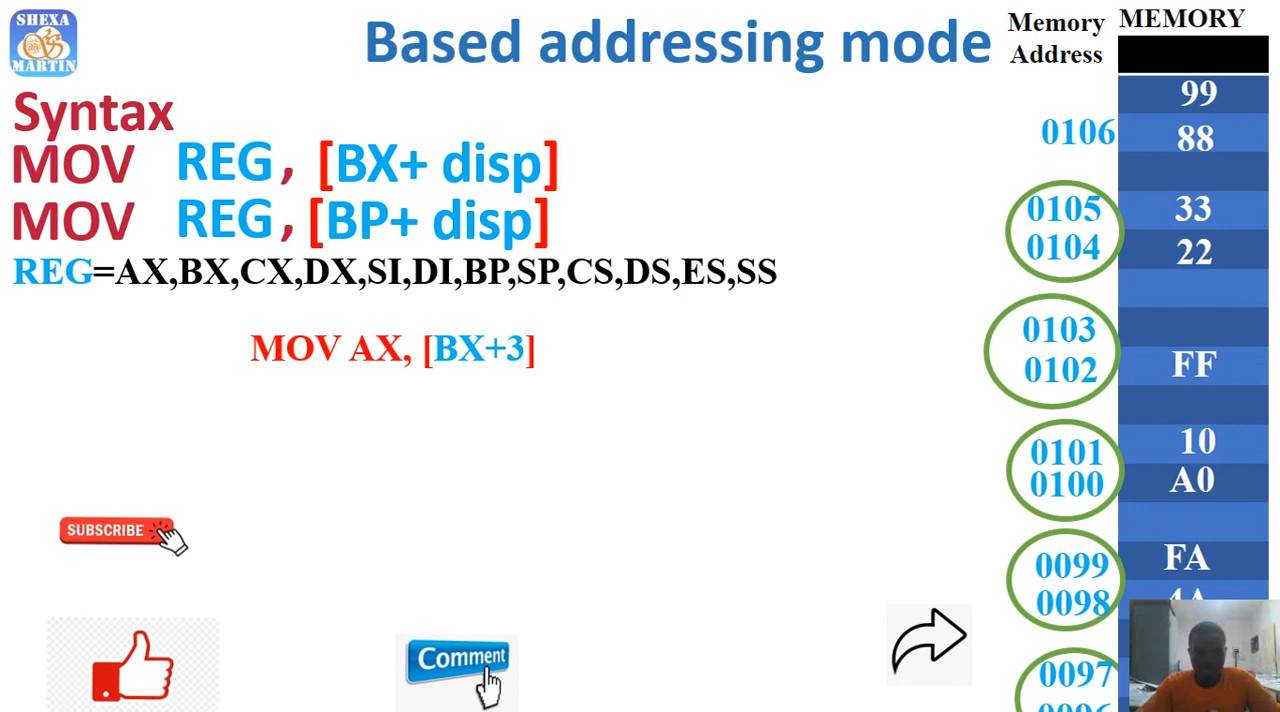 SHEXA
MARTIN
Based addressing mode
Memory
Address
MEMORY
Syntax
MOV REG, [BX+ disp]
MOV REG, [BP+ disp]
REG=AX,BX,CX,DX,SI,DI,BP,SP,CS,DS,ES,SS
MOV AX, [BX+3]
99
0106 88
0105 33
0104 22
0103
0102 FF
0101 10
0100 A0
0099 FA
0098 4A
0097
0096
SUBSCRIBE
Comment